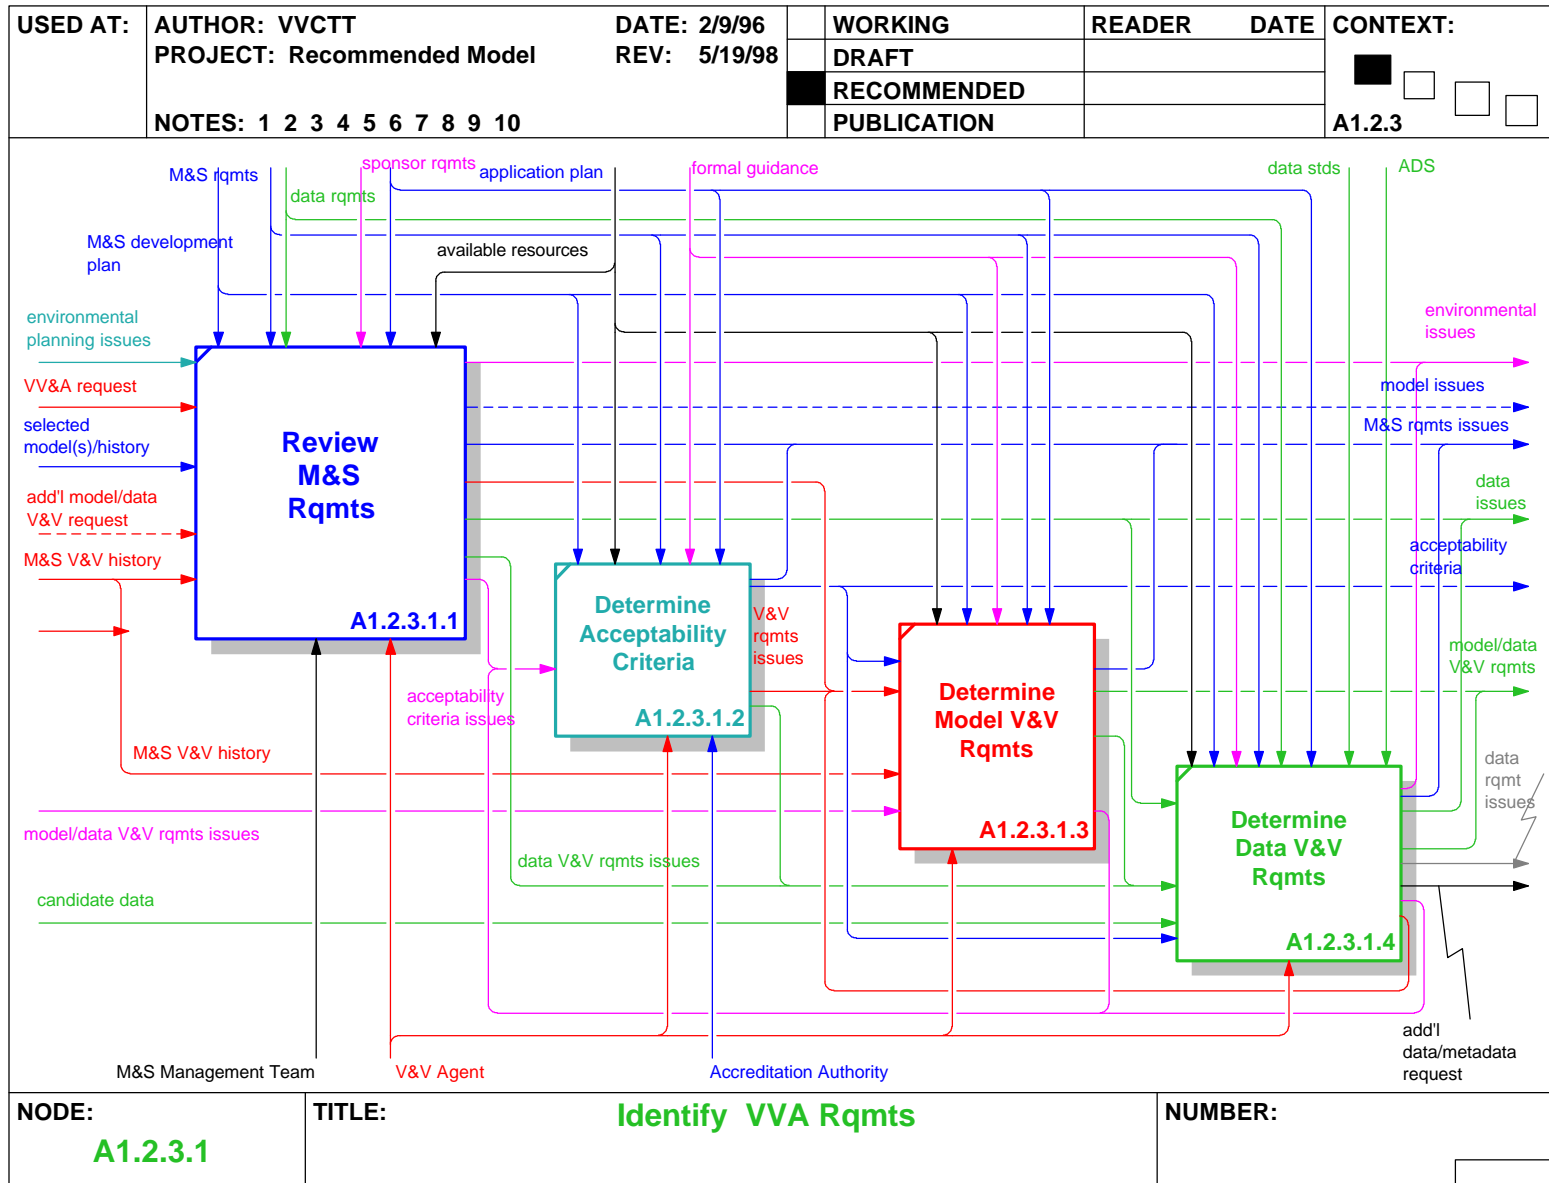 USED AT:
AUTHOR: VVCTT
DATE: 2/9/96
WORKING
READER
DATE
CONTEXT:
PROJECT: Recommended Model
REV: 5/19/98
DRAFT
RECOMMENDED
NOTES: 1 2 3 4 5 6 7 8 9 10
PUBLICATION
A1.2.3
M&S rqmts
sponsor rqmts
application plan
formal guidance
data stds
ADS
data rqmts
M&S development
plan
available resources
environmental
planning issues
environmental
issues
VV&A request
model issues
selected
model(s)/history
M&S rqmts issues
Review
M&S
Rqmts
A1.2.3.1.1
add'l model/data
V&V request
data
issues
M&S V&V history
acceptability
criteria
Determine
Acceptability
Criteria
A1.2.3.1.2
V&V
rqmts
issues
model/data
V&V rqmts
acceptability
criteria issues
Determine
Model V&V
Rqmts
A1.2.3.1.3
M&S V&V history
data
rqmt
issues
model/data V&V rqmts issues
data V&V rqmts issues
Determine
Data V&V
Rqmts
A1.2.3.1.4
candidate data
add'l
data/metadata
request
M&S Management Team
V&V Agent
Accreditation Authority
NODE:
A1.2.3.1
TITLE:
Identify VVA Rqmts
NUMBER: